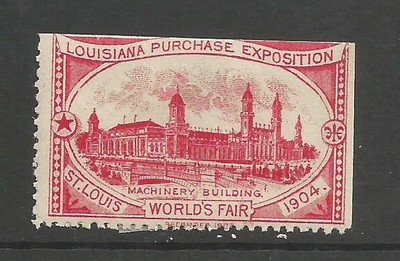 LOUISIANA PURCHASE EXPOSITION
MACHINERY BUILDING.
ST. LOUIS WORLD'S FAIR 1904.